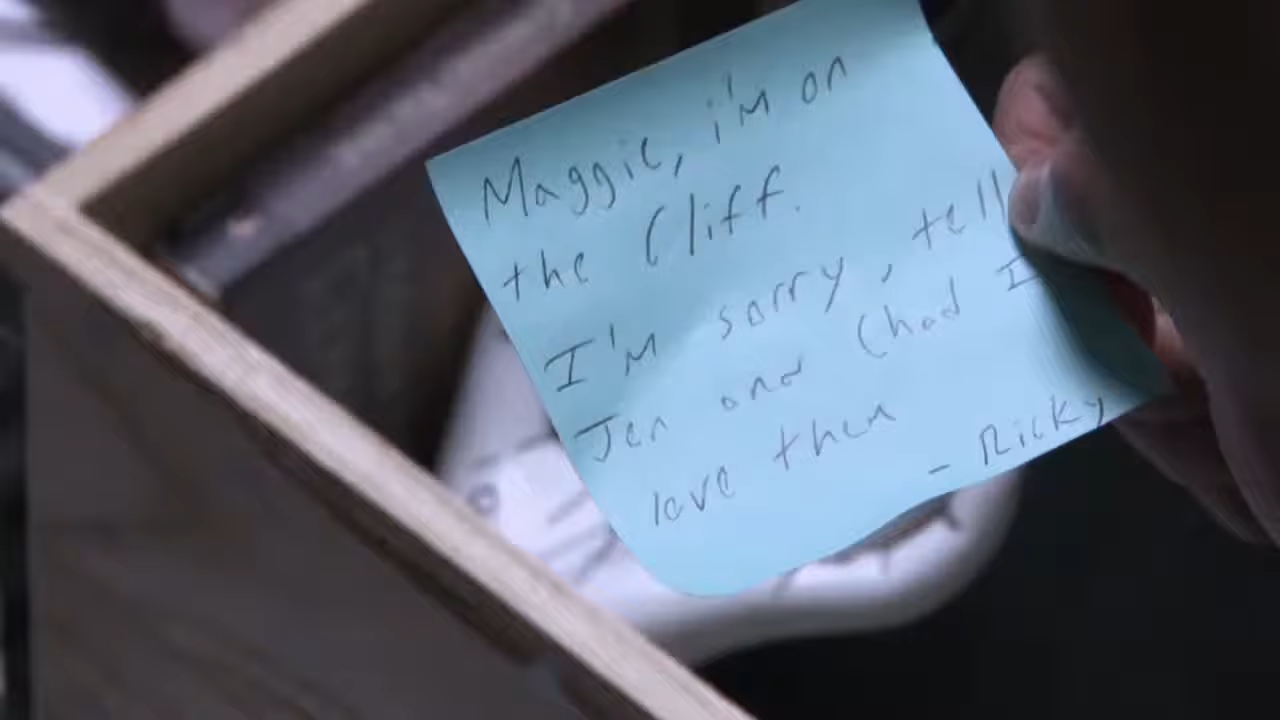 Maggie, i'm on
the Cliff.
I'm sorry, tell
Jen and Chad I
love them
- Ricky